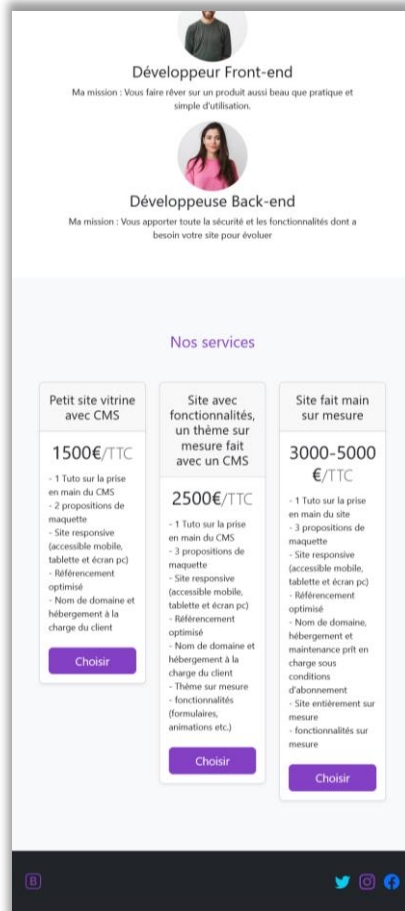 Développeur Front-end
Ma mission : Vous faire rêver sur un produit aussi beau que pratique et
simple d'utilisation.
Développeuse Back-end
Ma mission : Vous apporter toute la sécurité et les fonctionnalités dont a
besoin votre site pour évoluer
Nos services
Petit site vitrine
avec CMS
1500€/TTC
- 1 Tuto sur la prise
en main du CMS
- 2 propositions de
maquette
- Site responsive
(accessible mobile,
tablette et écran pc)
- Référencement
optimisé
- Nom de domaine et
hébergement à la
charge du client
Choisir
Site avec
fonctionnalités,
un thème sur
mesure fait
avec un CMS
2500€/TTC
- 1 Tuto sur la prise
en main du CMS
- 3 propositions de
maquette
- Site responsive
(accessible mobile,
tablette et écran pc)
- Référencement
optimisé
- Nom de domaine et
hébergement à la
charge du client
- Thème sur mesure
- fonctionnalités
(formulaires,
animations etc.)
Choisir
Site fait main
sur mesure
3000-5000
€/TTC
- 1 Tuto sur la prise
en main du site
- 3 propositions de
maquette
- Site responsive
(accessible mobile,
tablette et écran pc)
- Référencement
optimisé
- Nom de domaine,
hébergement et
maintenance prît en
charge sous
conditions
d'abonnement
- Site entièrement sur
mesure
- fonctionnalités sur
mesure
Choisir
B